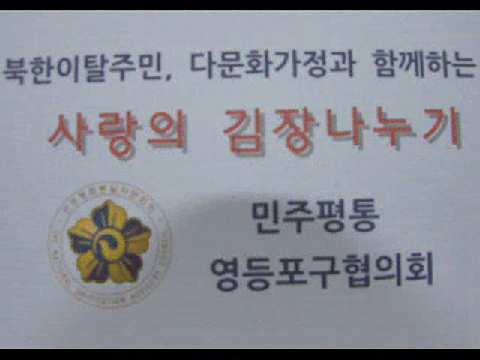 북한이탈주민, 다문화가정과 함께하는
사랑의 김장나누기
민주평통
영등포구협의회